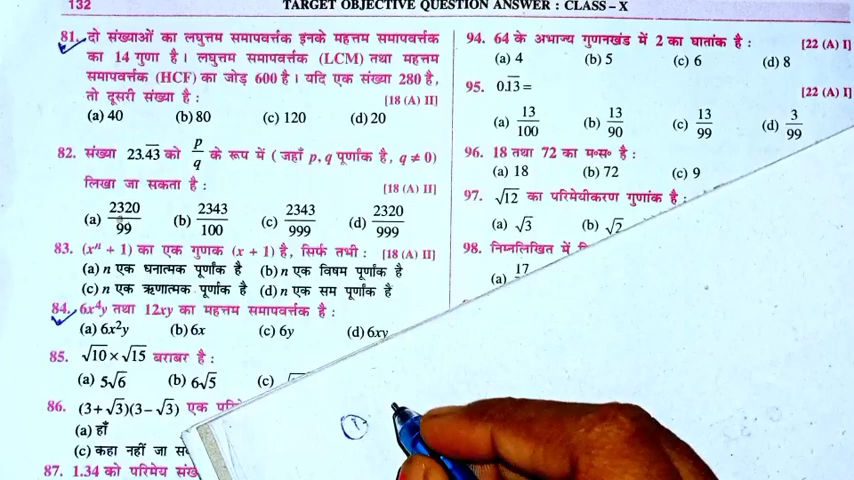 132
TARGET OBJECTIVE QUESTION ANSWER : CLASS-X
81. दो संख्याओं का लघुत्तम समापवर्त्तक इनके महत्तम समापवर्त्तक
का 14 गुणा है। लघुत्तम समापवर्त्तक (LCM) तथा महत्तम
समापवर्त्तक (HCF) का जोड़ 600 है। यदि एक संख्या 280 है,
तो दूसरी संख्या है : [18 (A) II]
(a) 40 (b) 80 (c) 120 (d) 20
82. संख्या 23.4̅3̅ को p/q के रूप में ( जहाँ p, q पूर्णांक है, q ≠ 0)
लिखा जा सकता है : [18 (A) II]
(a) 2320/99 (b) 2343/100 (c) 2343/999 (d) 2320/999
83. (xⁿ + 1) का एक गुणक (x + 1) है, सिर्फ तभी : [18 (A) II]
(a) n एक धनात्मक पूर्णांक है (b) n एक विषम पूर्णांक है
(c) n एक ऋणात्मक पूर्णांक है (d) n एक सम पूर्णांक है
84. 6x⁴y तथा 12xy का महत्तम समापवर्त्तक है :
(a) 6x²y (b) 6x (c) 6y (d) 6xy
85. √10 × √15 बराबर है :
(a) 5√6 (b) 6√5 (c)
86. (3+ √3)(3− √3) एक
(a) हाँ
(c) कहा नहीं जा
87. 1.34 को परिमेय
94. 64 के अभाज्य गुणनखंड में 2 का घातांक है : [22 (A) I]
(a) 4 (b) 5 (c) 6 (d) 8
95. 0.1̅3̅ = [22 (A) I]
(a) 13/100 (b) 13/90 (c) 13/99 (d) 3/99
96. 18 तथा 72 का म॰स॰ है :
(a) 18 (b) 72 (c) 9
97. √12 का परिमेयीकरण गुणांक है :
(a) √3 (b) √2
98. निम्नलिखित में
(a) 17